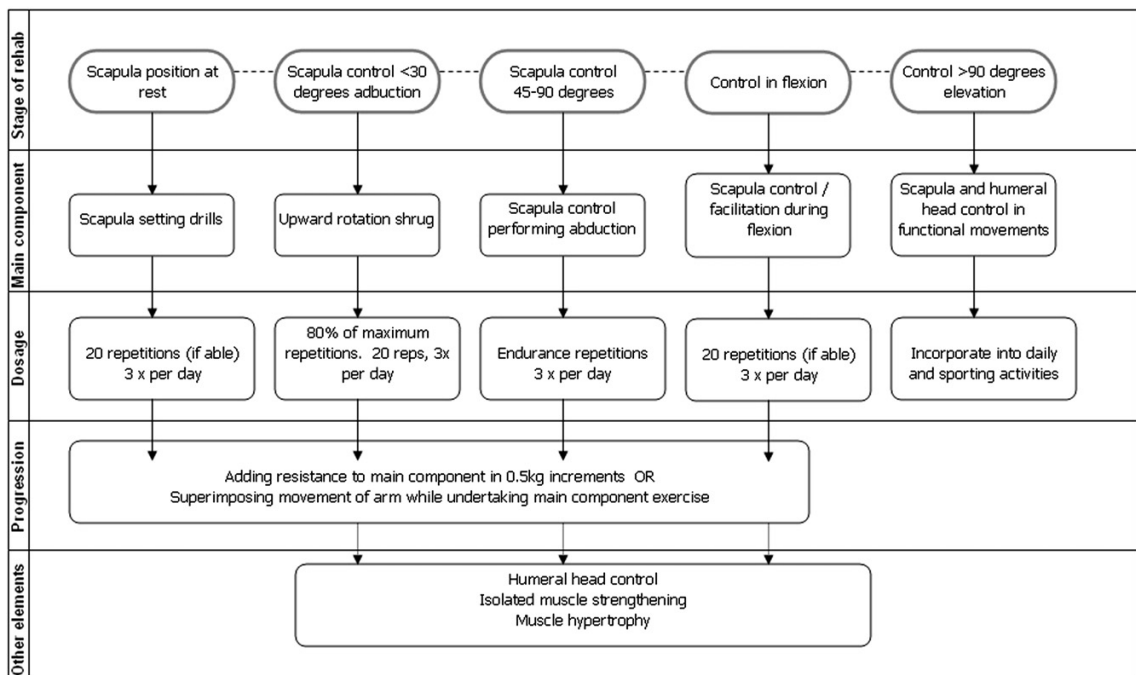 Stage of rehab
Scapula position at
rest
Scapula control <30
degrees adbuction
Scapula control
45-90 degrees
Control in flexion
Control >90 degrees
elevation
Main component
Scapula setting drills
Upward rotation shrug
Scapula control
performing abduction
Scapula control /
facilitation during
flexion
Scapula and humeral
head control in
functional movements
Dosage
20 repetitions (if able)
3 x per day
80% of maximum
repetitions. 20 reps, 3x
per day
Endurance repetitions
3 x per day
20 repetitions (if able)
3 x per day
Incorporate into daily
and sporting activities
Progression
Adding resistance to main component in 0.5kg increments OR
Superimposing movement of arm while undertaking main component exercise
Other elements
Humeral head control
Isolated muscle strengthening
Muscle hypertrophy